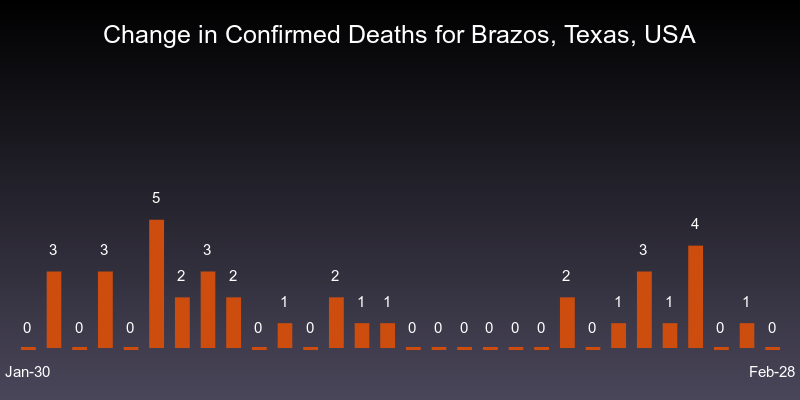 Change in Confirmed Deaths for Brazos, Texas, USA
0 3 0 3 0 5 2 3 2 0 1 0 2 1 1 0 0 0 0 0 0 2 0 1 3 1 4 0 1 0
Jan-30 Feb-28